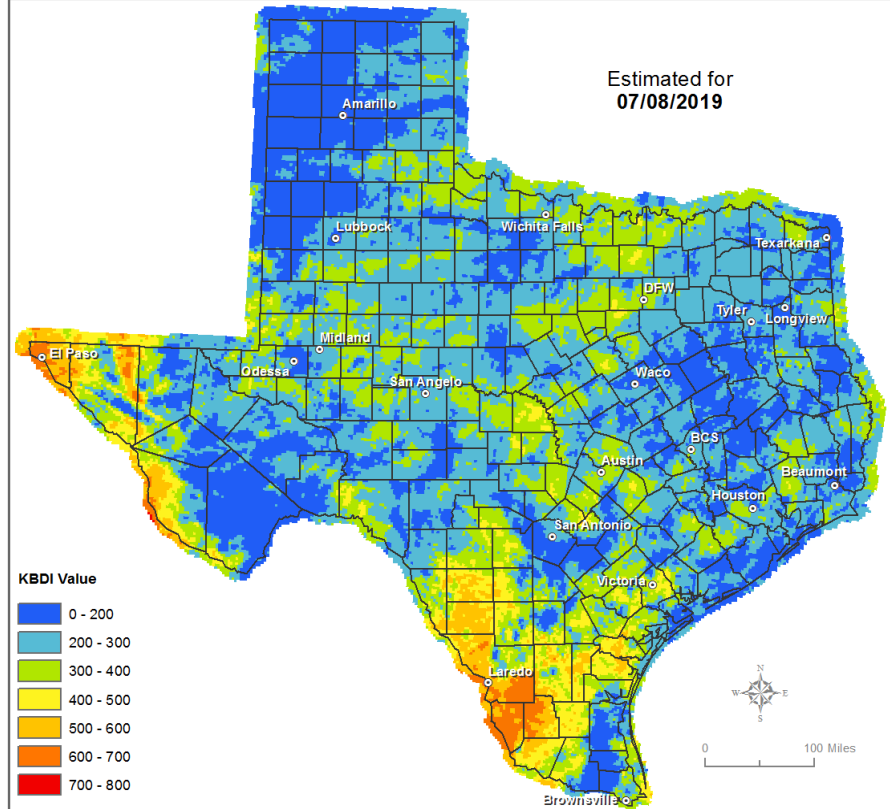 Estimated for
07/08/2019
Amarillo
Lubbock
Wichita Falls
Texarkana
DFW
Tyler
Longview
Midland
El Paso
Odessa
San Angelo
Waco
BCS
Austin
Beaumont
Houston
San Antonio
Victoria
Laredo
Brownsville
KBDI Value
0 - 200
200 - 300
300 - 400
400 - 500
500 - 600
600 - 700
700 - 800
N
W E
S
0 100 Miles